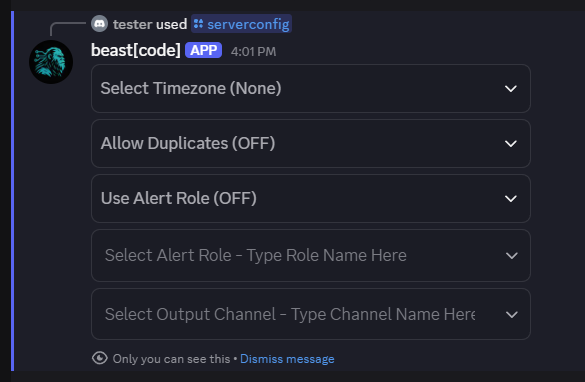 tester used serverconfig
beast[code] APP 4:01 PM
Select Timezone (None)
Allow Duplicates (OFF)
Use Alert Role (OFF)
Select Alert Role - Type Role Name Here
Select Output Channel - Type Channel Name Here
Only you can see this • Dismiss message